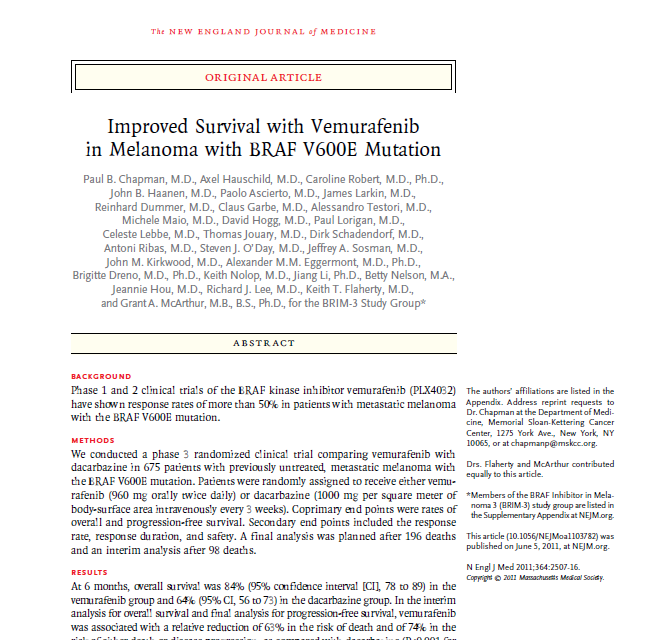 The NEW ENGLAND JOURNAL of MEDICINE
ORIGINAL ARTICLE
Improved Survival with Vemurafenib
in Melanoma with BRAF V600E Mutation
Paul B. Chapman, M.D., Axel Hauschild, M.D., Caroline Robert, M.D., Ph.D.,
John B. Haanen, M.D., Paolo Ascierto, M.D., James Larkin, M.D.,
Reinhard Dummer, M.D., Claus Garbe, M.D., Alessandro Testori, M.D.,
Michele Maio, M.D., David Hogg, M.D., Paul Lorigan, M.D.,
Celeste Lebbe, M.D., Thomas Jouary, M.D., Dirk Schadendorf, M.D.,
Antoni Ribas, M.D., Steven J. O'Day, M.D., Jeffrey A. Sosman, M.D.,
John M. Kirkwood, M.D., Alexander M.M. Eggermont, M.D., Ph.D.,
Brigitte Dreno, M.D., Ph.D., Keith Nolop, M.D., Jiang Li, Ph.D., Betty Nelson, M.A.,
Jeannie Hou, M.D., Richard J. Lee, M.D., Keith T. Flaherty, M.D.,
and Grant A. McArthur, M.B., B.S., Ph.D., for the BRIM-3 Study Group*
ABSTRACT
BACKGROUND
Phase 1 and 2 clinical trials of the BRAF kinase inhibitor vemurafenib (PLX4032)
have shown response rates of more than 50% in patients with metastatic melanoma
with the BRAF V600E mutation.
METHODS
We conducted a phase 3 randomized clinical trial comparing vemurafenib with
dacarbazine in 675 patients with previously untreated, metastatic melanoma with
the BRAF V600E mutation. Patients were randomly assigned to receive either vemu-
rafenib (960 mg orally twice daily) or dacarbazine (1000 mg per square meter of
body-surface area intravenously every 3 weeks). Coprimary end points were rates of
overall and progression-free survival. Secondary end points included the response
rate, response duration, and safety. A final analysis was planned after 196 deaths
and an interim analysis after 98 deaths.
RESULTS
At 6 months, overall survival was 84% (95% confidence interval [CI], 78 to 89) in the
vemurafenib group and 64% (95% CI, 56 to 73) in the dacarbazine group. In the interim
analysis for overall survival and final analysis for progression-free survival, vemurafenib
was associated with a relative reduction of 63% in the risk of death and of 74% in the
The authors' affiliations are listed in the
Appendix. Address reprint requests to
Dr. Chapman at the Department of Medi-
cine, Memorial Sloan-Kettering Cancer
Center, 1275 York Ave., New York, NY
10065, or at chapmanp@mskcc.org.
Drs. Flaherty and McArthur contributed
equally to this article.
*Members of the BRAF Inhibitor in Mela-
noma 3 (BRIM-3) study group are listed in
the Supplementary Appendix at NEJM.org.
This article (10.1056/NEJMoa1103782) was
published on June 5, 2011, at NEJM.org.
N Engl J Med 2011;364:2507-16.
Copyright © 2011 Massachusetts Medical Society.